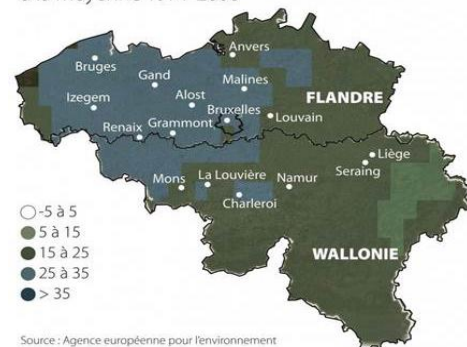 Anvers
Bruges
Gand
Malines
Izegem
Alost
FLANDRE
Bruxelles
Louvain
Renaix
Grammont
Liège
Seraing
Mons
La Louvière
Namur
Charleroi
WALLONIE
-5 à 5
5 à 15
15 à 25
25 à 35
> 35
Source : Agence européenne pour l'environnement